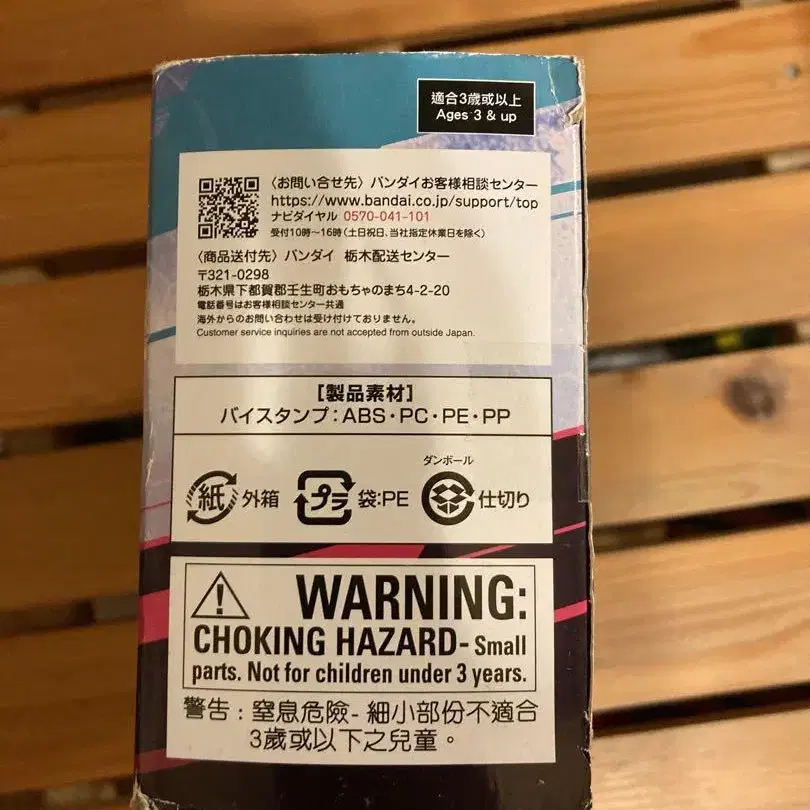 適合3歲或以上
Ages 3 & up
〈お問い合せ先〉バンダイお客様相談センター
https://www.bandai.co.jp/support/top
ナビダイヤル 0570-041-101
受付10時〜16時(土日祝日、当社指定休業日を除く)
〈商品送付先〉バンダイ 栃木配送センター
〒321-0298
栃木県下都賀郡壬生町おもちゃのまち4-2-20
電話番号はお客様相談センター共通
海外からのお問い合わせは受け付けておりません。
Customer service inquiries are not accepted from outside Japan.
[製品素材]
バイスタンプ:ABS・PC・PE・PP
紙 外箱
プラ 袋:PE
ダンボール
仕切り
WARNING:
CHOKING HAZARD- Small
parts. Not for children under 3 years.
警告:窒息危險- 細小部份不適合
3歲或以下之兒童。